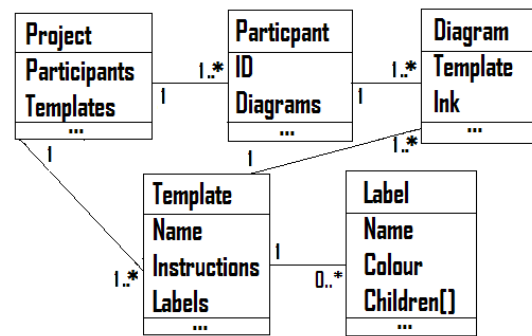 Project
Participants
Templates
...
1
1..*
Particpant
ID
Diagrams
...
1
1..*
Diagram
Template
Ink
...
1
1..*
1
1..*
Template
Name
Instructions
Labels
...
1
0..*
Label
Name
Colour
Children[]
...